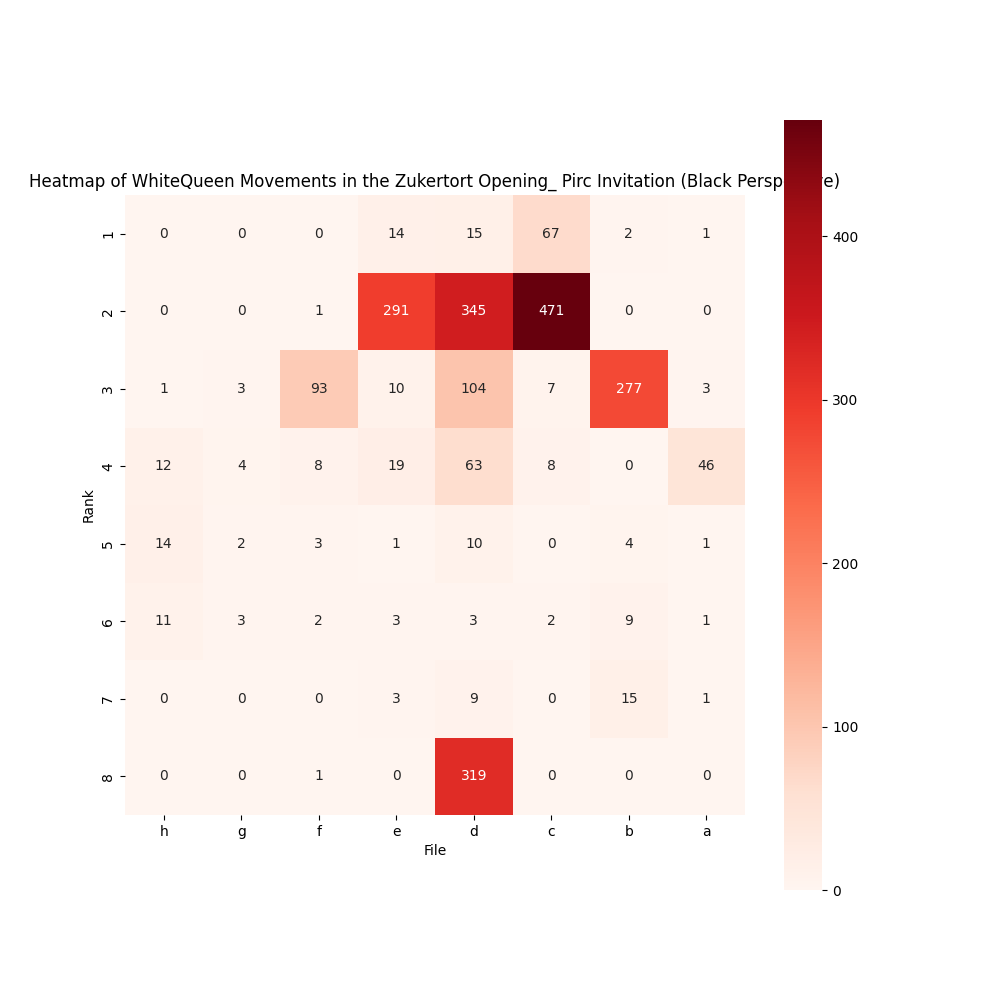 Heatmap of WhiteQueen Movements in the Zukertort Opening_ Pirc Invitation (Black Persp re)
1 0 0 0 14 15 67 2 1
2 0 0 1 291 345 471 0 0
3 1 3 93 10 104 7 277 3
4 12 4 8 19 63 8 0 46
5 14 2 3 1 10 0 4 1
6 11 3 2 3 3 2 9 1
7 0 0 0 3 9 0 15 1
8 0 0 1 0 319 0 0 0
h g f e d c b a
File
Rank
400
300
200
100
0